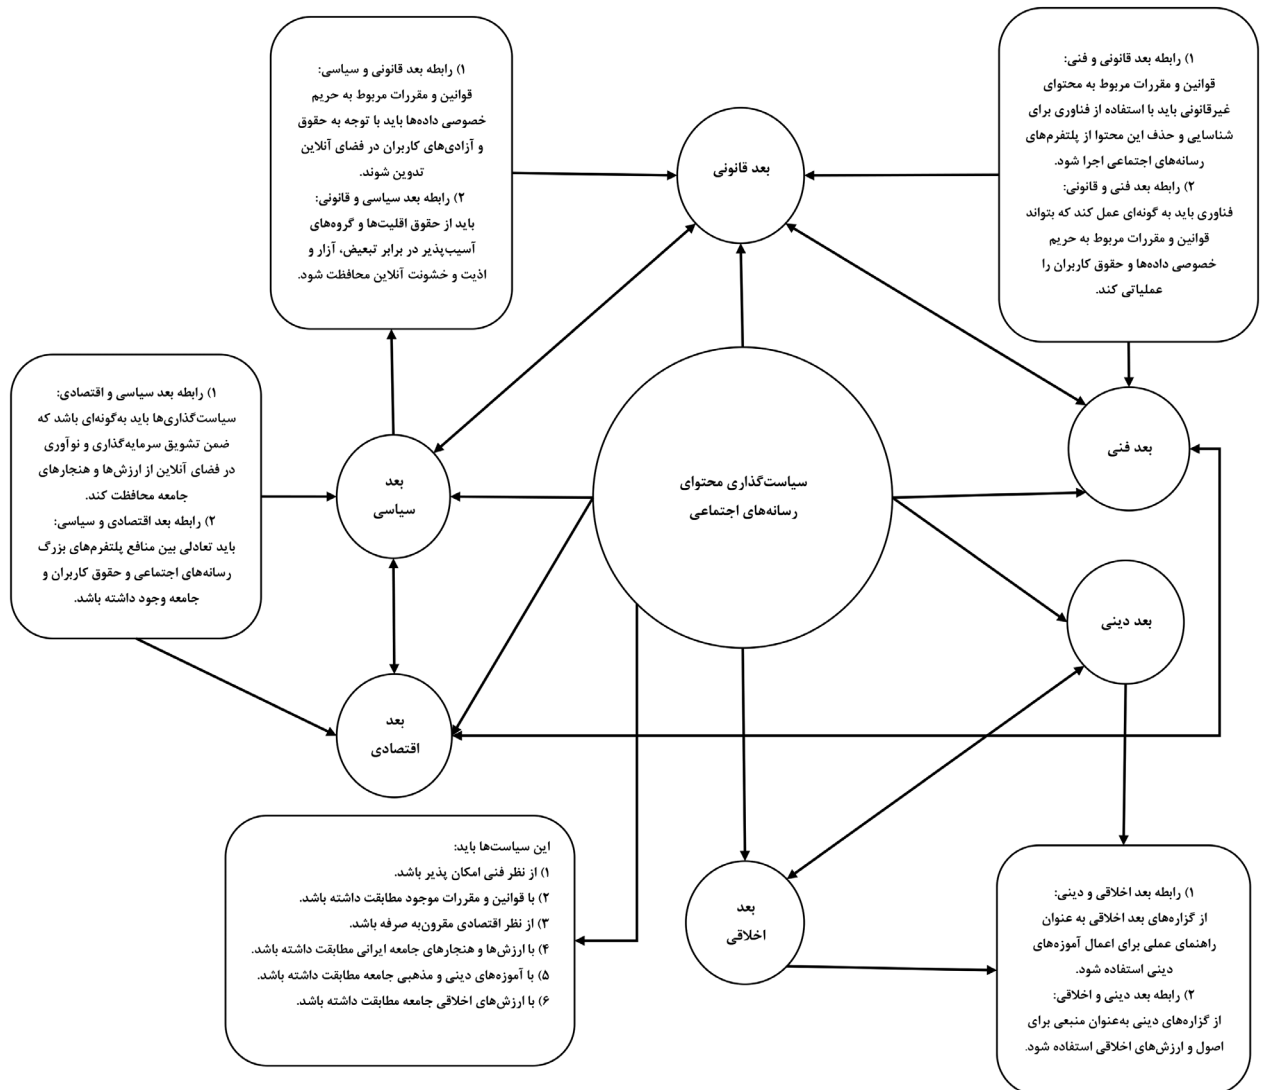 ۱) رابطه بعد قانونی و فنی:
قوانین و مقررات مربوط به محتوای
غیرقانونی باید با استفاده از فناوری برای
شناسایی و حذف این محتوا از پلتفرم‌های
رسانه‌های اجتماعی اجرا شود.
۲) رابطه بعد فنی و قانونی:
فناوری باید به گونه‌ای عمل کند که بتواند
قوانین و مقررات مربوط به حریم
خصوصی داده‌ها و حقوق کاربران را
عملیاتی کند.
۱) رابطه بعد قانونی و سیاسی:
قوانین و مقررات مربوط به حریم
خصوصی داده‌ها باید با توجه به حقوق
و آزادی‌های کاربران در فضای آنلاین
تدوین شوند.
۲) رابطه بعد سیاسی و قانونی:
باید از حقوق اقلیت‌ها و گروه‌های
آسیب‌پذیر در برابر تبعیض، آزار و
اذیت و خشونت آنلاین محافظت شود.
بعد قانونی
۱) رابطه بعد سیاسی و اقتصادی:
سیاست‌گذاری‌ها باید به‌گونه‌ای باشد که
ضمن تشویق سرمایه‌گذاری و نوآوری
در فضای آنلاین از ارزش‌ها و هنجارهای
جامعه محافظت کند.
۲) رابطه بعد اقتصادی و سیاسی:
باید تعادلی بین منافع پلتفرم‌های بزرگ
رسانه‌های اجتماعی و حقوق کاربران و
جامعه وجود داشته باشد.
بعد فنی
سیاست‌گذاری محتوای
رسانه‌های اجتماعی
بعد
سیاسی
بعد دینی
بعد
اقتصادی
بعد
اخلاقی
۱) رابطه بعد اخلاقی و دینی:
از گزاره‌های بعد اخلاقی به عنوان
راهنمای عملی برای اعمال آموزه‌های
دینی استفاده شود.
۲) رابطه بعد دینی و اخلاقی:
از گزاره‌های دینی به‌عنوان منبعی برای
اصول و ارزش‌های اخلاقی استفاده شود.
این سیاست‌ها باید:
۱) از نظر فنی امکان پذیر باشد.
۲) با قوانین و مقررات موجود مطابقت داشته باشد.
۳) از نظر اقتصادی مقرون‌به صرفه باشد.
۴) با ارزش‌ها و هنجارهای جامعه ایرانی مطابقت داشته باشد.
۵) با آموزه‌های دینی و مذهبی جامعه مطابقت داشته باشد.
۶) با ارزش‌های اخلاقی جامعه مطابقت داشته باشد.